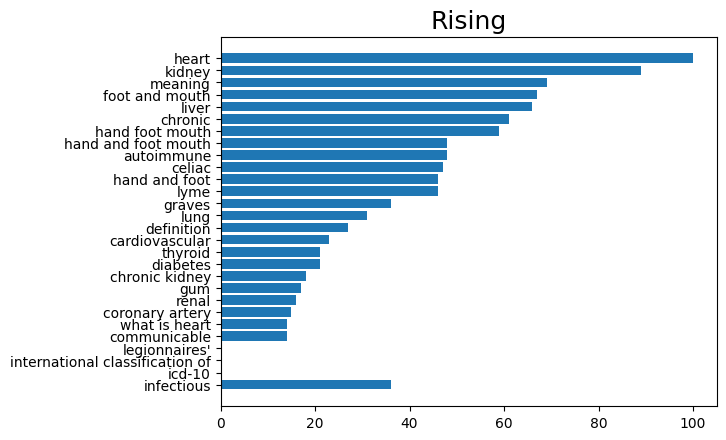 Rising
heart
kidney
meaning
foot and mouth
liver
chronic
hand foot mouth
hand and foot mouth
autoimmune
celiac
hand and foot
lyme
graves
lung
definition
cardiovascular
thyroid
diabetes
chronic kidney
gum
renal
coronary artery
what is heart
communicable
legionnaires'
international classification of
icd-10
infectious
0 20 40 60 80 100